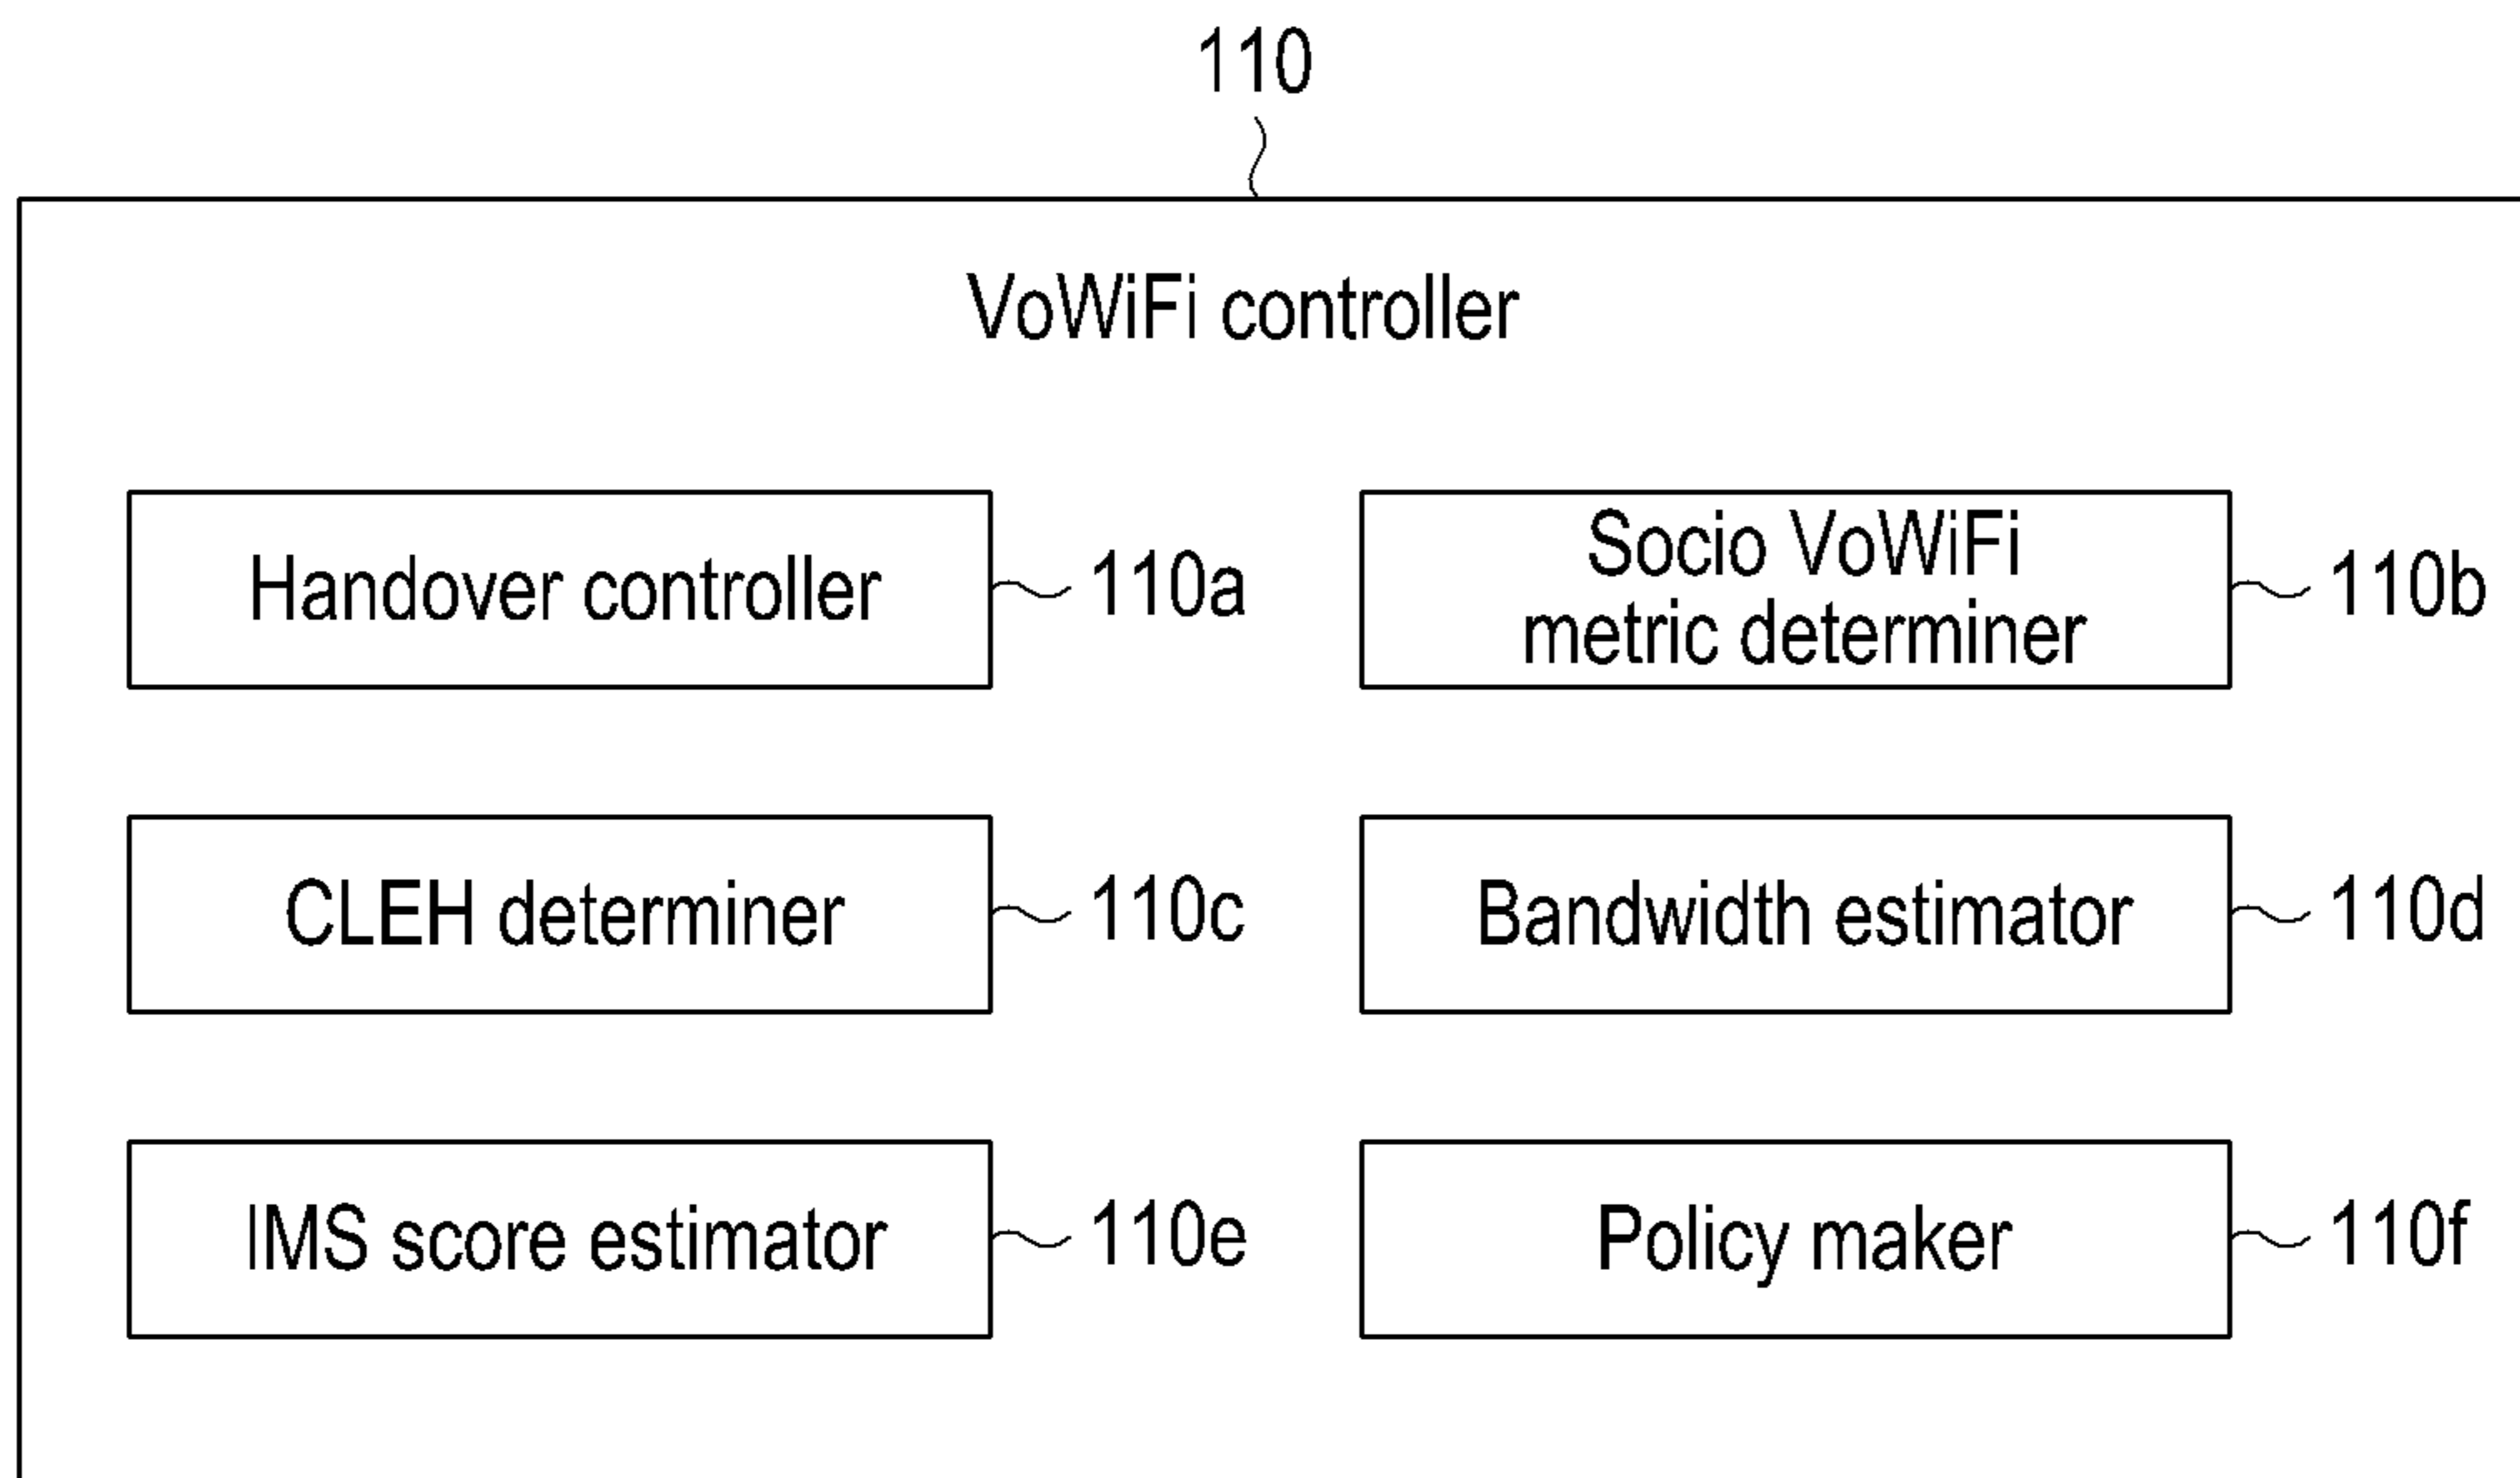 110
VoWiFi controller
Handover controller
110a
Socio VoWiFi
metric determiner
110b
CLEH determiner
110c
Bandwidth estimator
110d
IMS score estimator
110e
Policy maker
110f